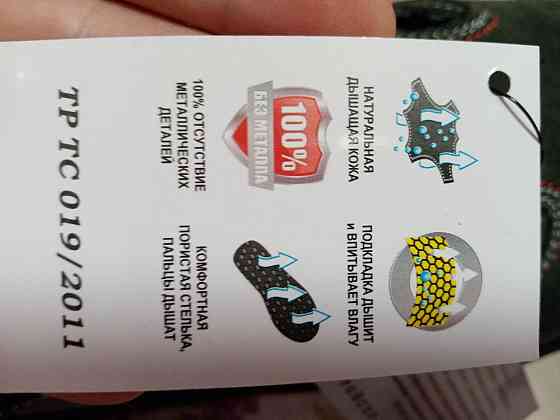 НАТУРАЛЬНАЯ
ДЫШАЩАЯ КОЖА
ПОДКЛАДКА ДЫШИТ
и ВПИТЫВАЕТ ВЛАГУ
100%
БЕЗ МЕТАЛЛА
100% ОТСУТСТВИЕ
МЕТАЛЛИЧЕСКИХ
ДЕТАЛЕЙ
КОМФОРТНАЯ
ПОРИСТАЯ СТЕЛЬКА,
ПАЛЬЦЫ ДЫШАТ
ТР ТС 019/2011